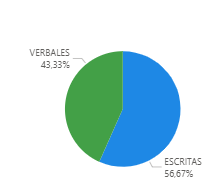 VERBALES
43,33%
ESCRITAS
56,67%